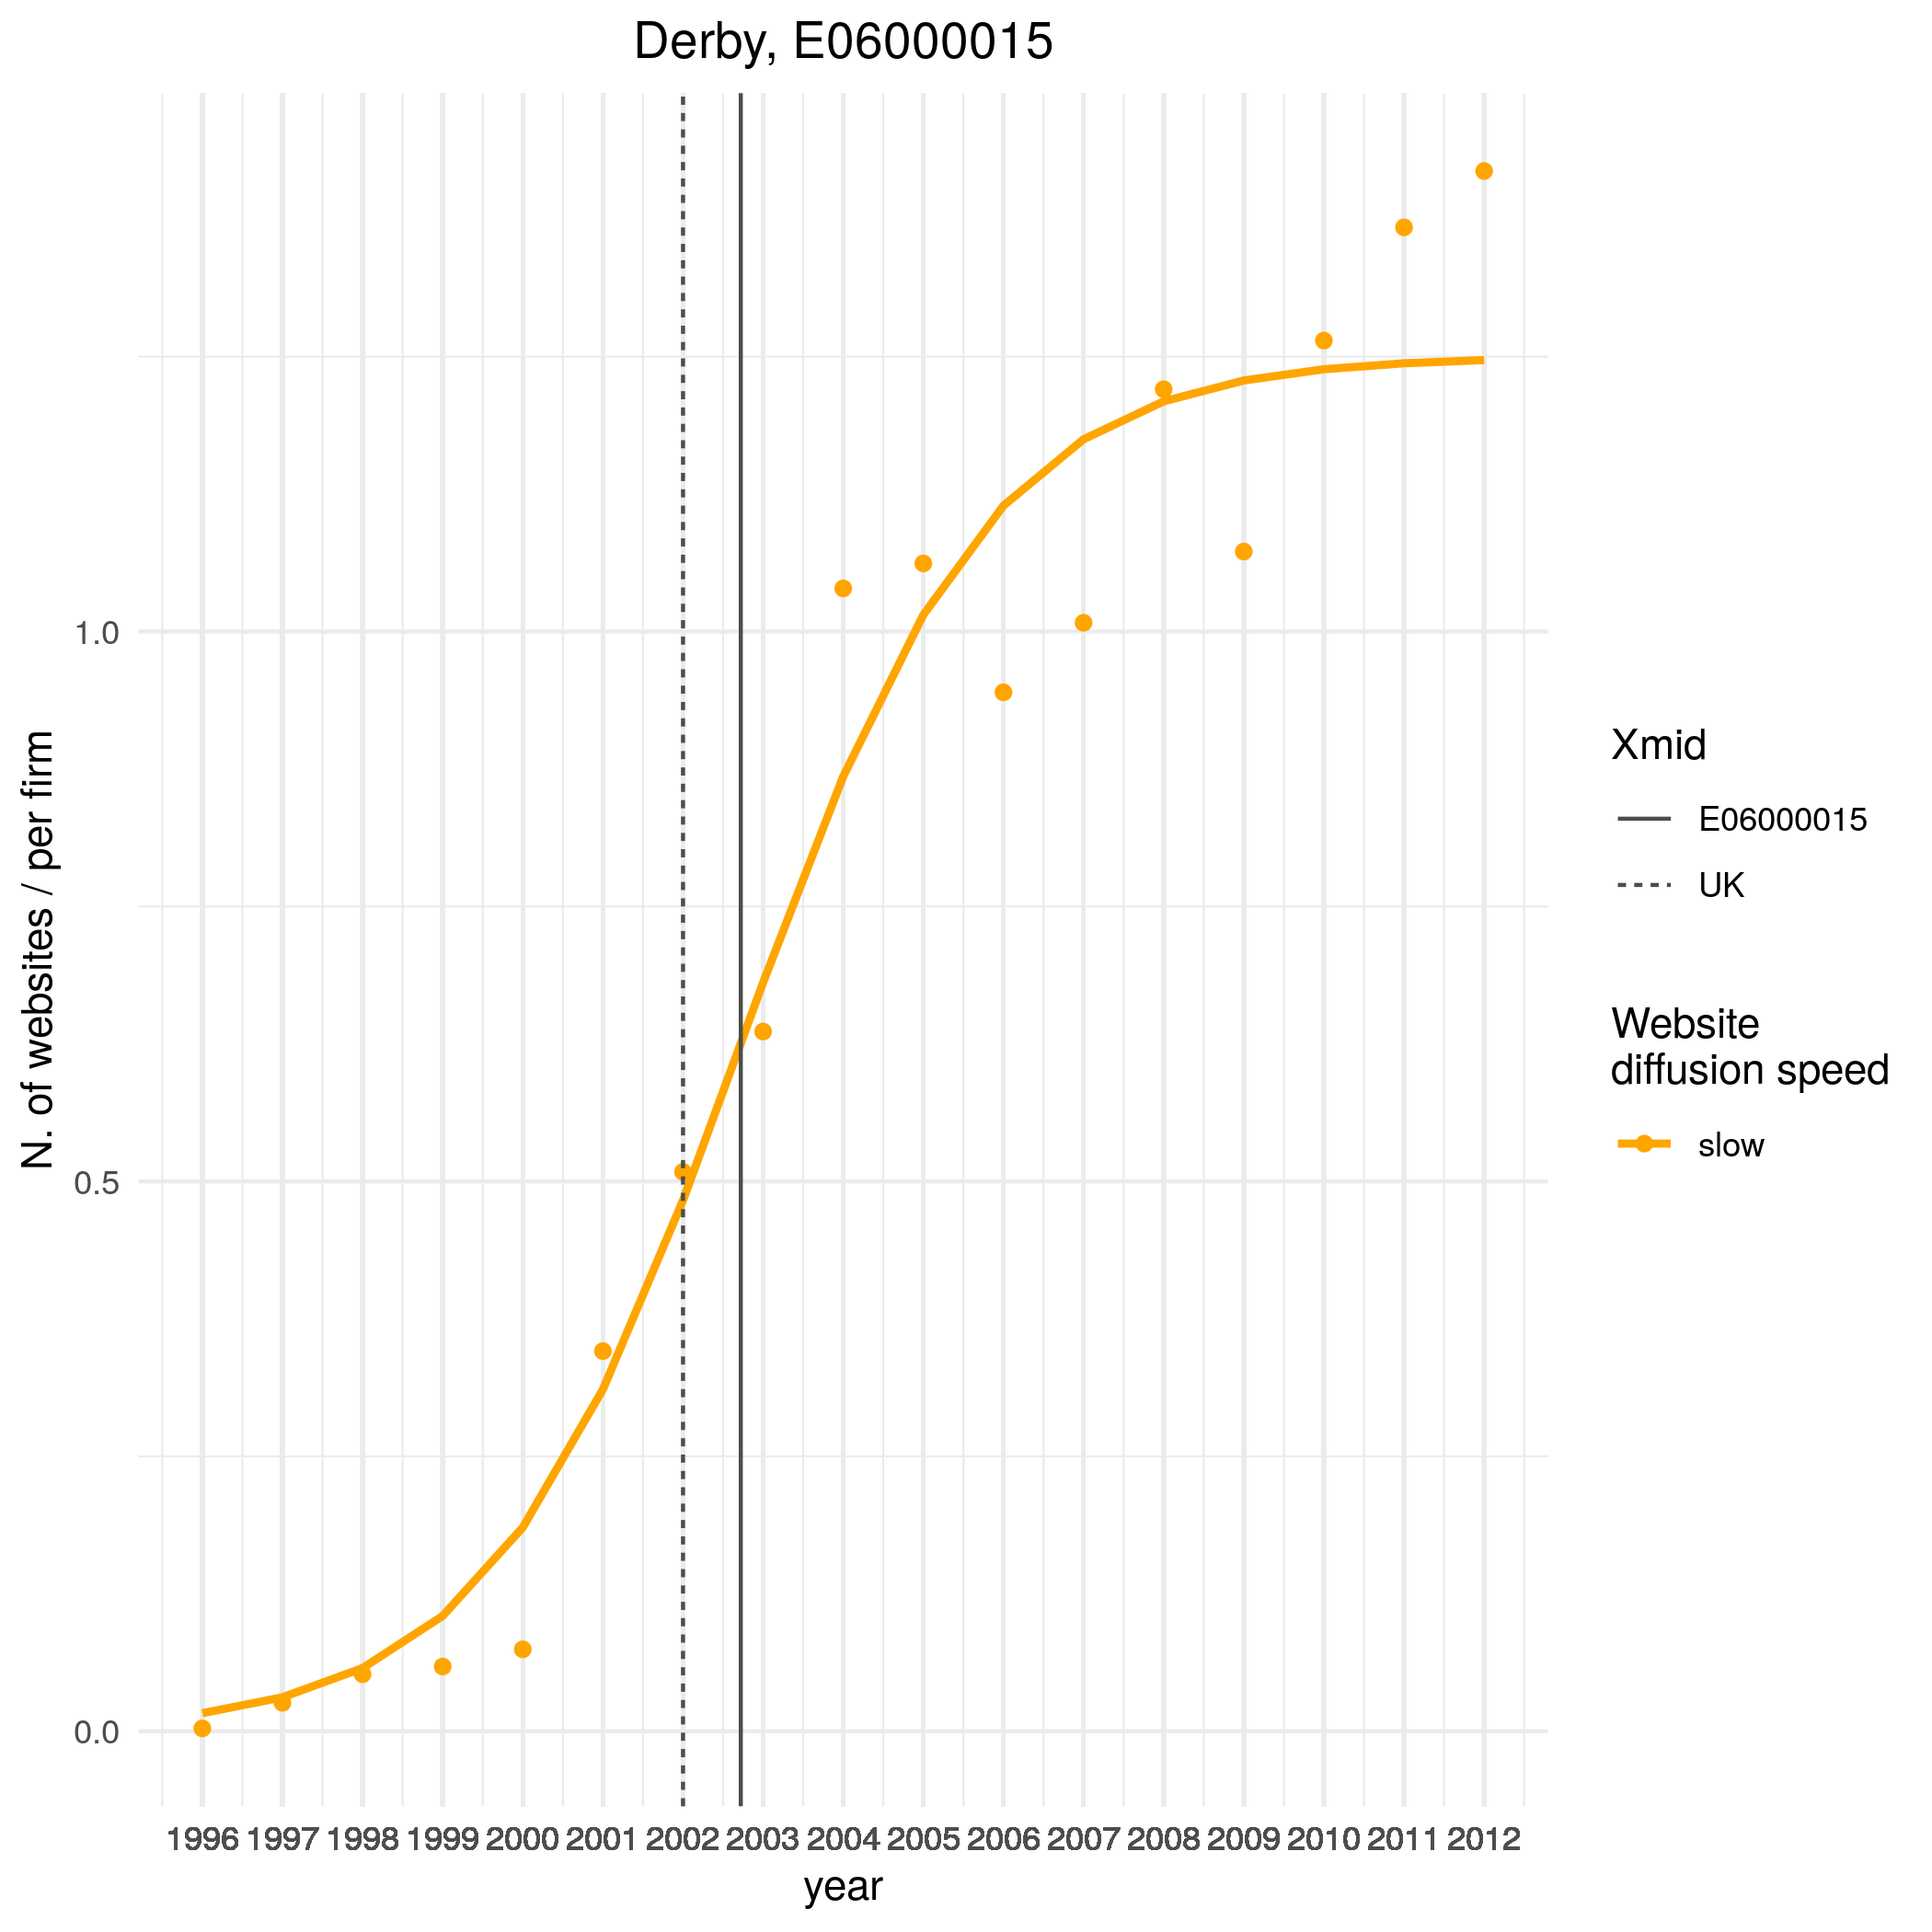 Derby, E06000015
N. of websites / per firm
1.0
0.5
0.0
1996 1997 1998 1999 2000 2001 2002 2003 2004 2005 2006 2007 2008 2009 2010 2011 2012
year
Xmid
E06000015
UK
Website
diffusion speed
slow